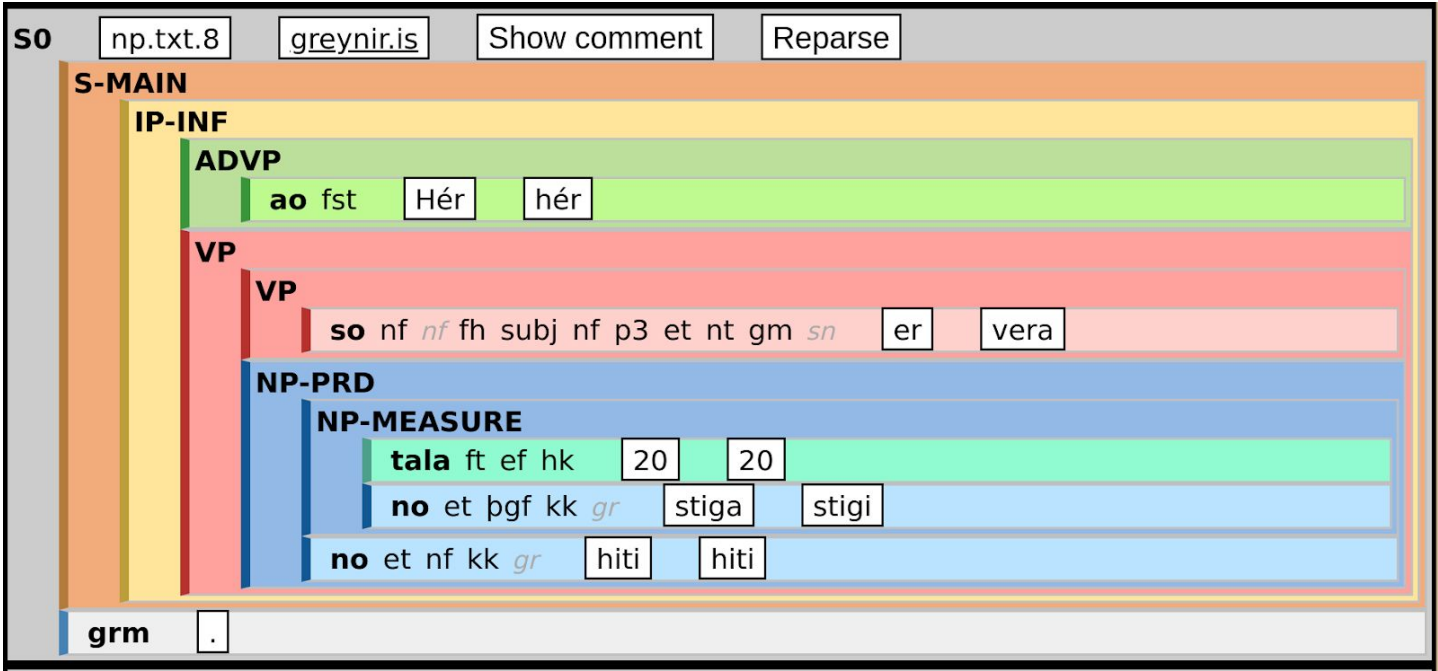 S0 np.txt.8 greynir.is Show comment Reparse
S-MAIN
IP-INF
ADVP
ao fst Hér hér
VP
VP
so nf nf fh subj nf p3 et nt gm sn er vera
NP-PRD
NP-MEASURE
tala ft ef hk 20 20
no et þgf kk gr stiga stigi
no et nf kk gr hiti hiti
grm .